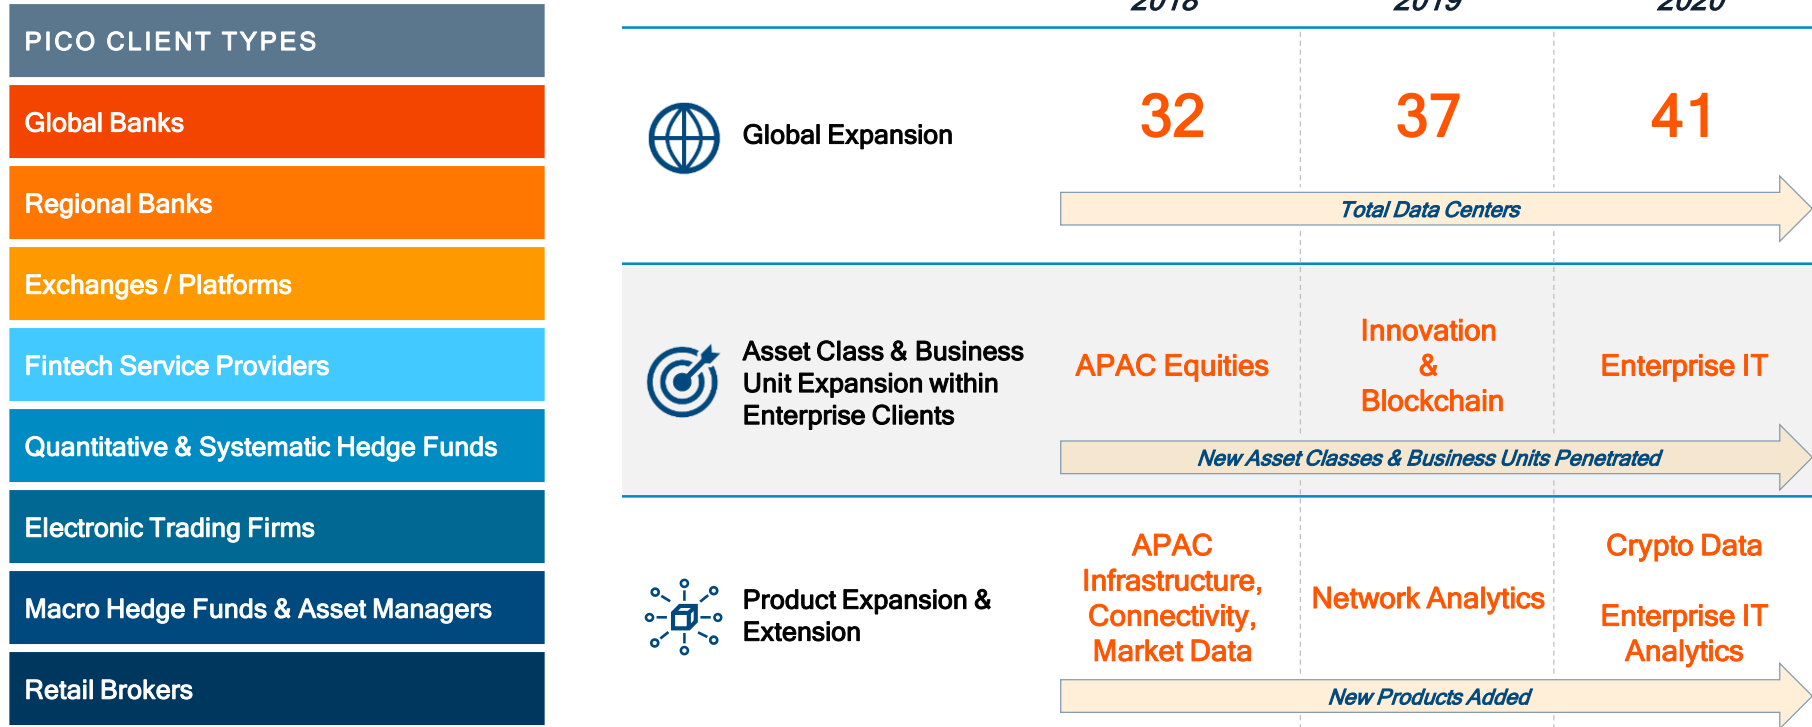 PICO CLIENT TYPES
Global Banks
Regional Banks
Exchanges / Platforms
Fintech Service Providers
Quantitative & Systematic Hedge Funds
Electronic Trading Firms
Macro Hedge Funds & Asset Managers
Retail Brokers
2018 2019 2020
Global Expansion
32 37 41
Total Data Centers
Asset Class & Business
Unit Expansion within
Enterprise Clients
APAC Equities
Innovation
&
Blockchain
Enterprise IT
New Asset Classes & Business Units Penetrated
Product Expansion &
Extension
APAC
Infrastructure,
Connectivity,
Market Data
Network Analytics
Crypto Data
Enterprise IT
Analytics
New Products Added